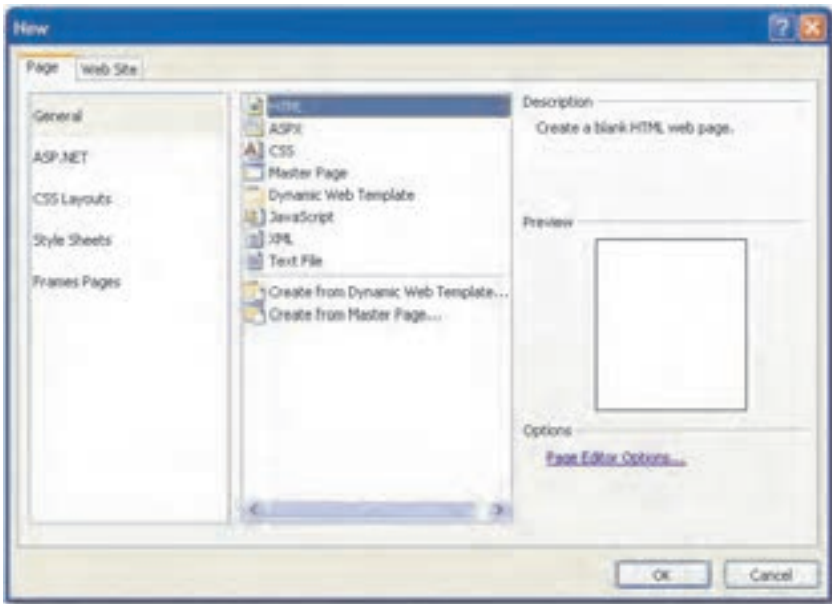 New
Page
Web Site
General
ASP.NET
CSS Layouts
Style Sheets
Frames Pages
HTML
ASPX
CSS
Master Page
Dynamic Web Template
JavaScript
XML
Text File
Create from Dynamic Web Template...
Create from Master Page...
Description
Create a blank HTML web page.
Preview
Options
Page Editor Options...
OK
Cancel